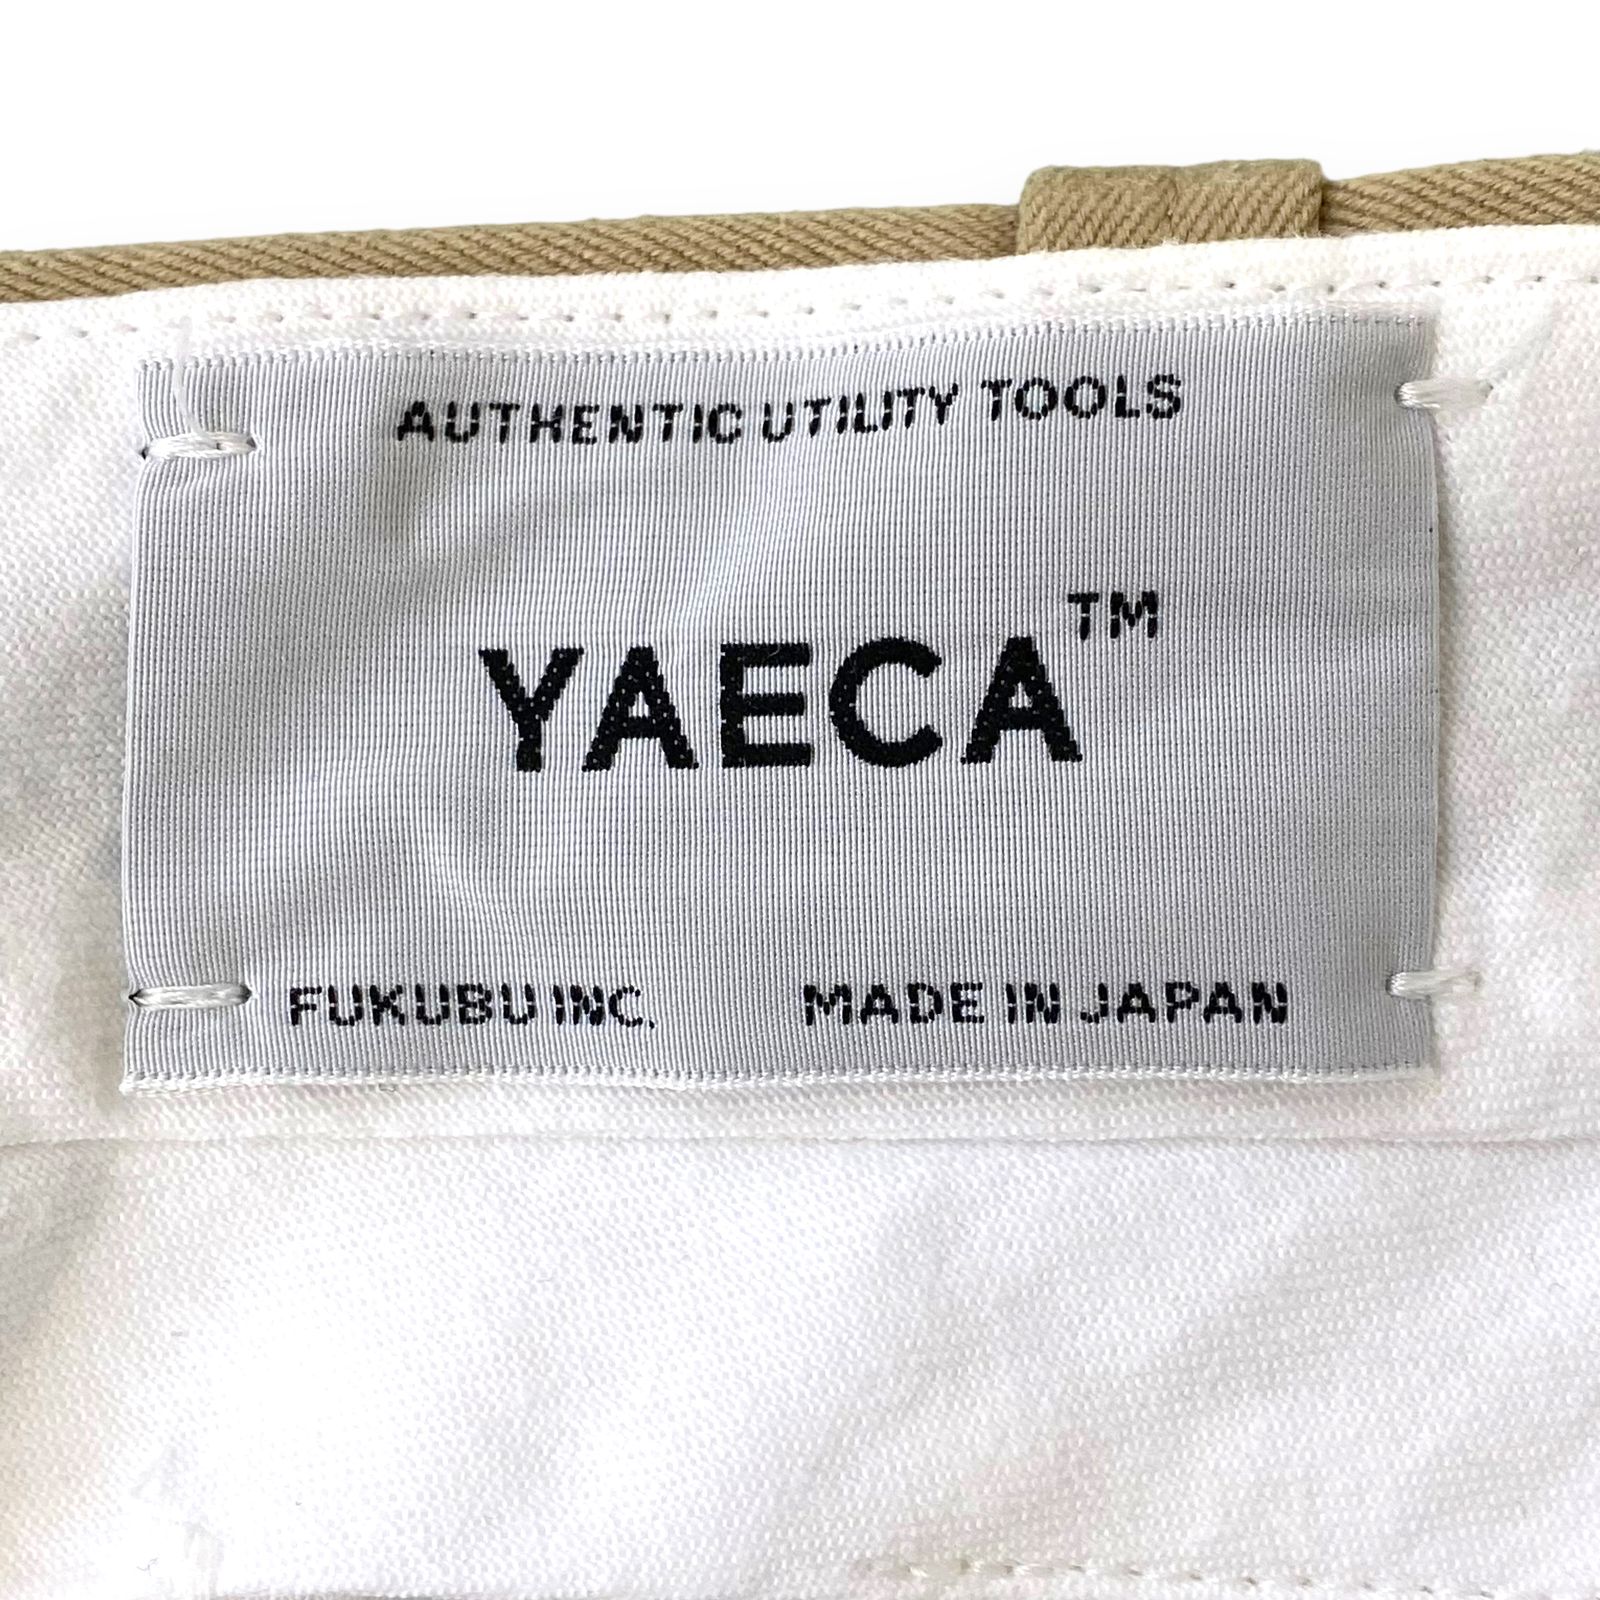 AUTHENTIC UTILITY TOOLS
YAECA™
FUKUBU INC. MADE IN JAPAN